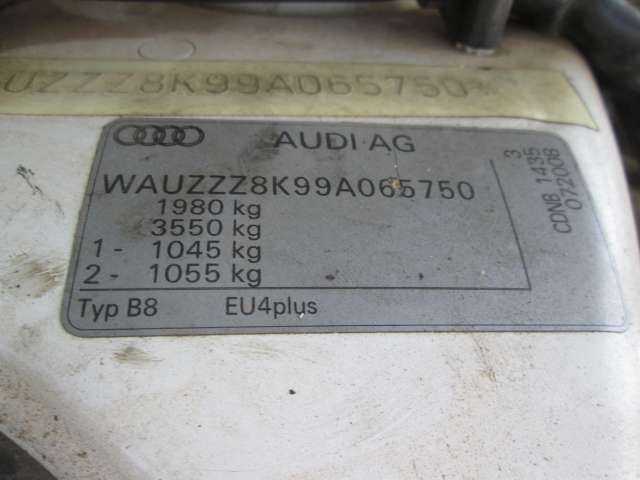 AUZZZ8K99A065750
AUDI AG
WAUZZZ8K99A065750
1980 kg
3550 kg
1- 1045 kg
2- 1055 kg
Typ B8 EU4plus
3
CDNB 1435
072008